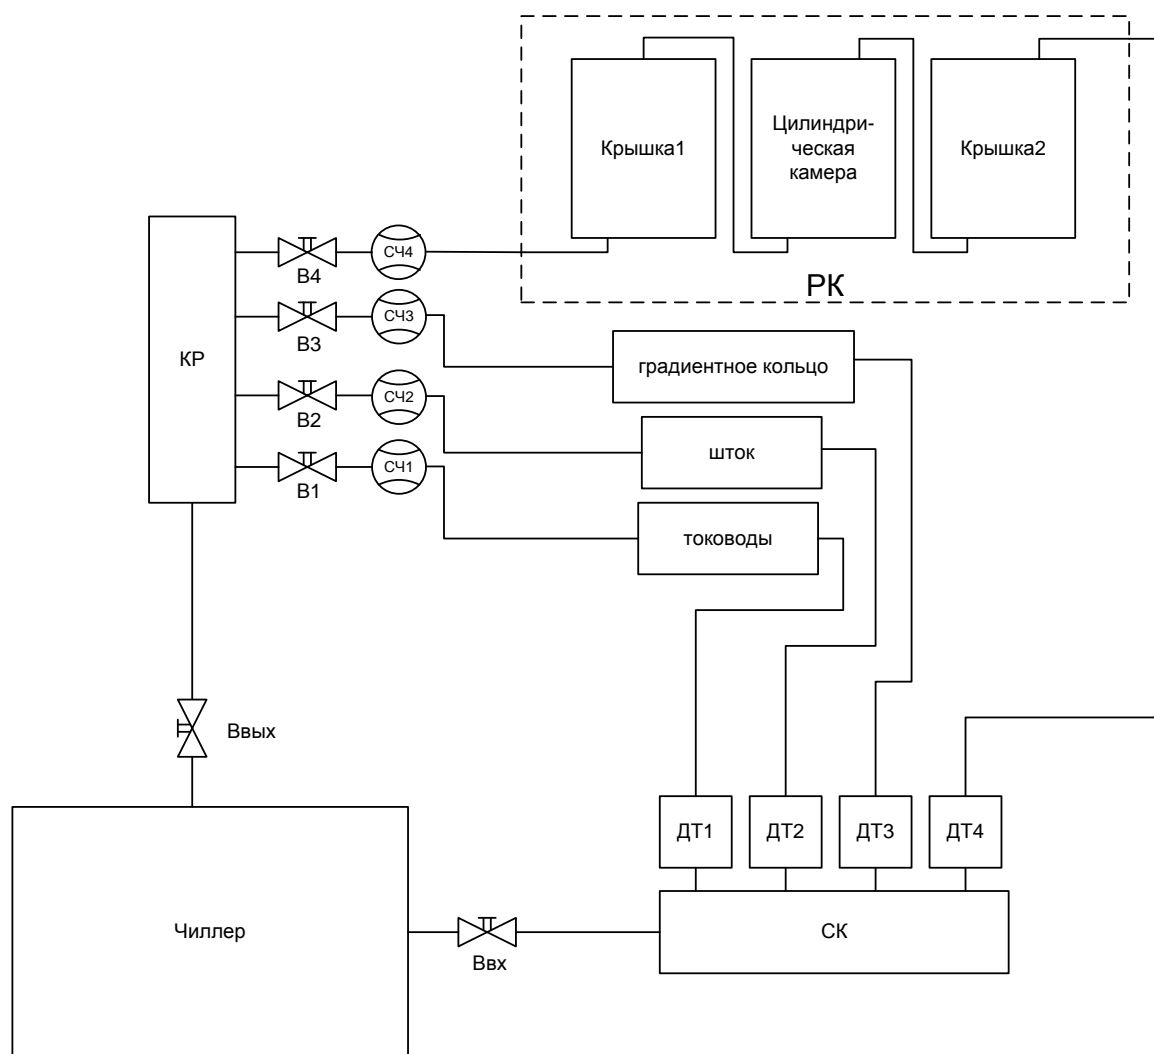 Крышка1
Цилиндри-
ческая
камера
Крышка2
РК
КР
В4
СЧ4
В3
СЧ3
В2
СЧ2
В1
СЧ1
градиентное кольцо
шток
тоководы
Ввых
ДТ1
ДТ2
ДТ3
ДТ4
Чиллер
Ввх
СК